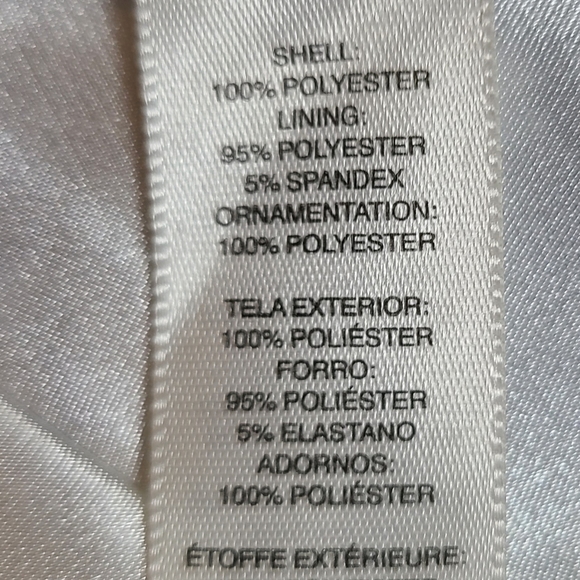 SHELL:
100% POLYESTER
LINING:
95% POLYESTER
5% SPANDEX
ORNAMENTATION:
100% POLYESTER
TELA EXTERIOR:
100% POLIÉSTER
FORRO:
95% POLIÉSTER
5% ELASTANO
ADORNOS:
100% POLIÉSTER
ÉTOFFE EXTÉRIEURE: